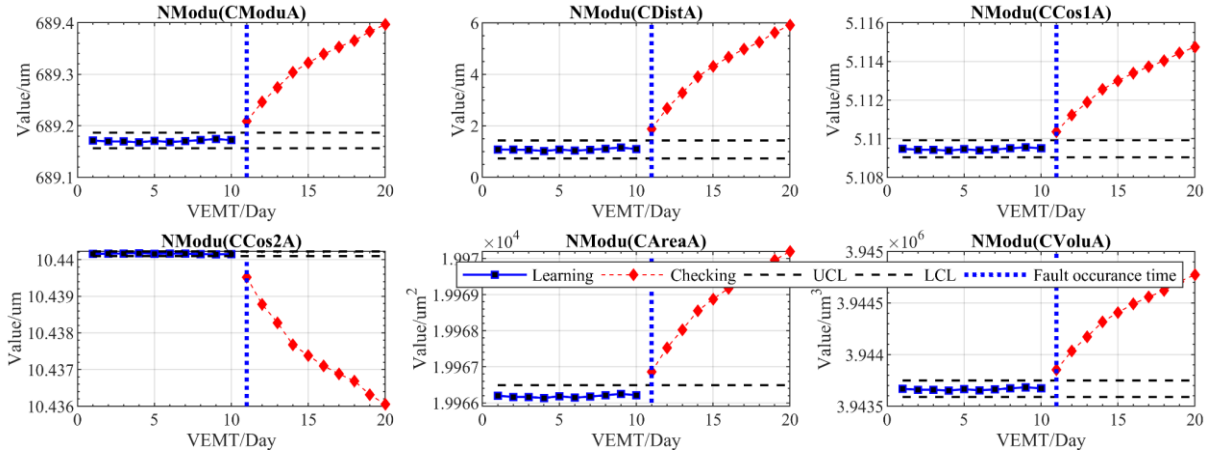 NModu(CModuA)
689.4
689.3
689.2
689.1
Value/um
0 5 10 15 20
VEMT/Day
NModu(CDistA)
6
4
2
0
Value/um
0 5 10 15 20
VEMT/Day
NModu(CCos1A)
5.116
5.114
5.112
5.11
5.108
Value/um
0 5 10 15 20
VEMT/Day
NModu(CCos2A)
10.44
10.439
10.438
10.437
10.436
Value/um
0 5 10 15 20
VEMT/Day
NModu(CAreaA)
×10⁴
1.997
1.9969
1.9968
1.9967
1.9966
Value/um²
0 5 10 15 20
VEMT/Day
NModu(CVoluA)
×10⁶
3.945
3.9445
3.944
3.9435
Value/um³
0 5 10 15 20
VEMT/Day
Learning Checking UCL LCL Fault occurance time